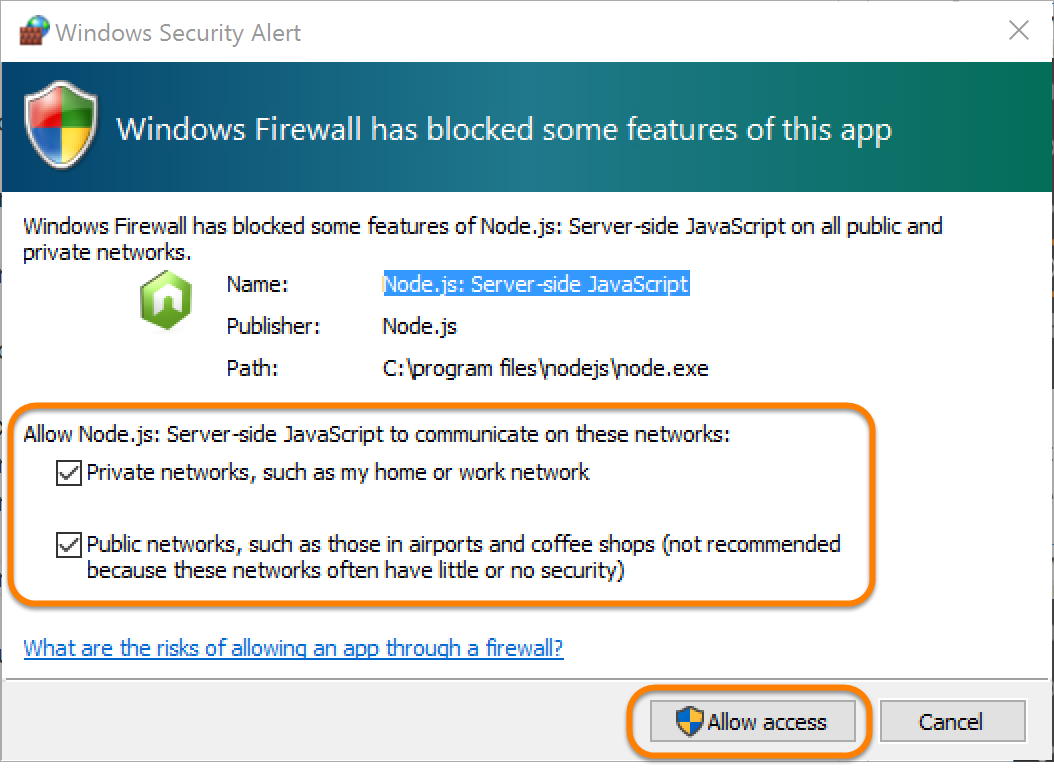 Windows Security Alert
Windows Firewall has blocked some features of this app
Windows Firewall has blocked some features of Node.js: Server-side JavaScript on all public and
private networks.
Name: Node.js: Server-side JavaScript
Publisher: Node.js
Path: C:\program files\nodejs\node.exe
Allow Node.js: Server-side JavaScript to communicate on these networks:
Private networks, such as my home or work network
Public networks, such as those in airports and coffee shops (not recommended
because these networks often have little or no security)
What are the risks of allowing an app through a firewall?
Allow access Cancel